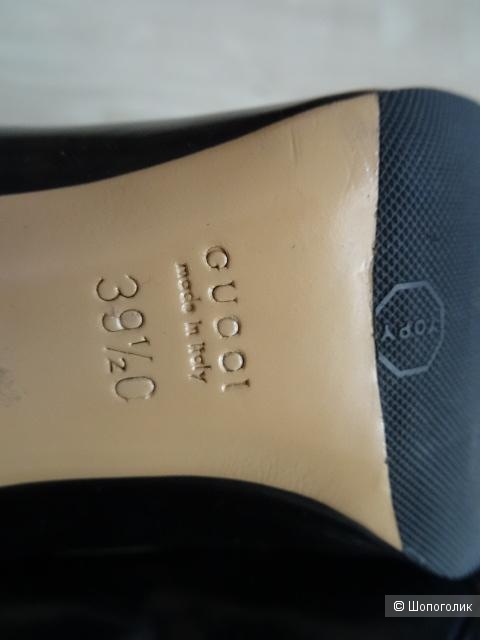 GUCCI
made in Italy
39½C
TOPY
© Шопоголик